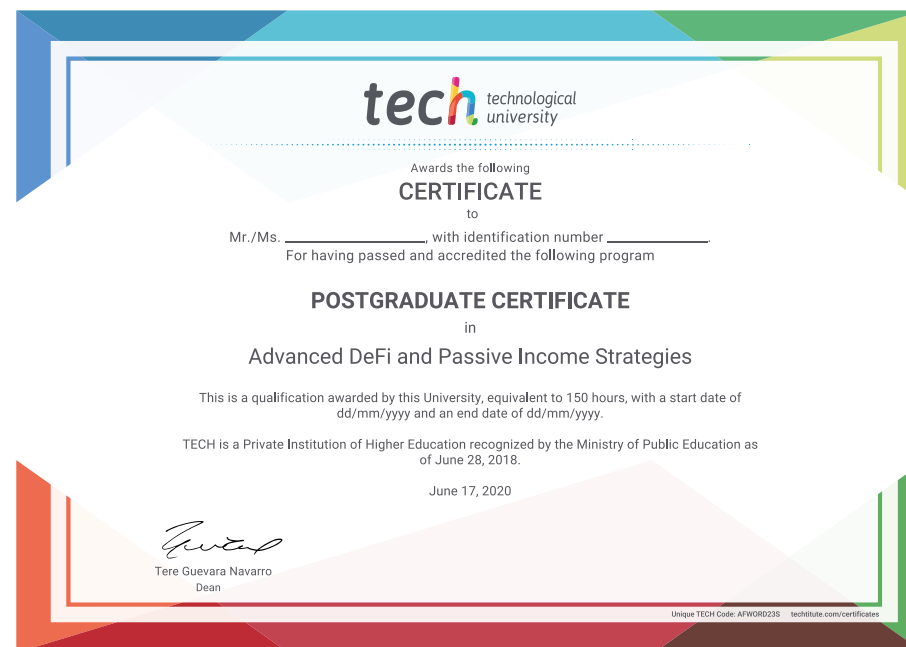 tech technological
university
Awards the following
CERTIFICATE
to
Mr./Ms. ____________________, with identification number ______________.
For having passed and accredited the following program
POSTGRADUATE CERTIFICATE
in
Advanced DeFi and Passive Income Strategies
This is a qualification awarded by this University, equivalent to 150 hours, with a start date of
dd/mm/yyyy and an end date of dd/mm/yyyy.
TECH is a Private Institution of Higher Education recognized by the Ministry of Public Education as
of June 28, 2018.
June 17, 2020
Tere Guevara Navarro
Dean
Unique TECH Code: AFWORD23S techtitute.com/certificates